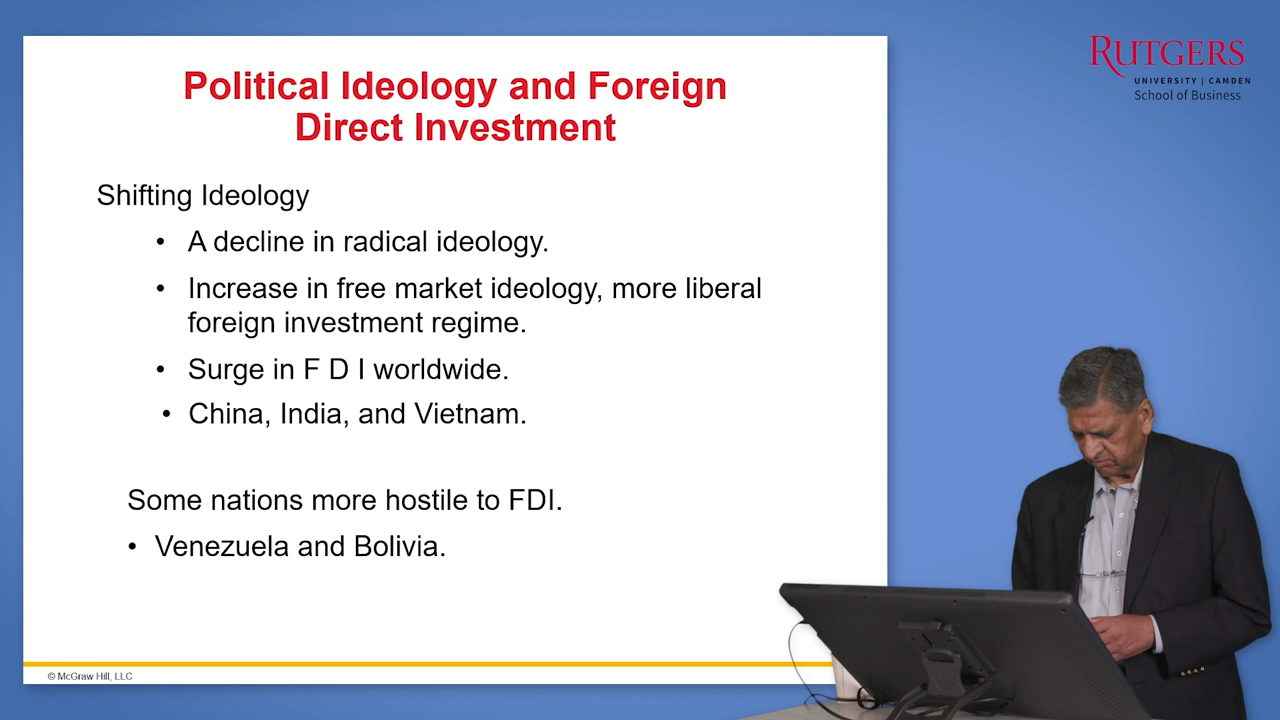 Political Ideology and Foreign
Direct Investment
Shifting Ideology
• A decline in radical ideology.
• Increase in free market ideology, more liberal
foreign investment regime.
• Surge in F D I worldwide.
• China, India, and Vietnam.
Some nations more hostile to FDI.
• Venezuela and Bolivia.
© McGraw Hill, LLC
RUTGERS
UNIVERSITY | CAMDEN
School of Business